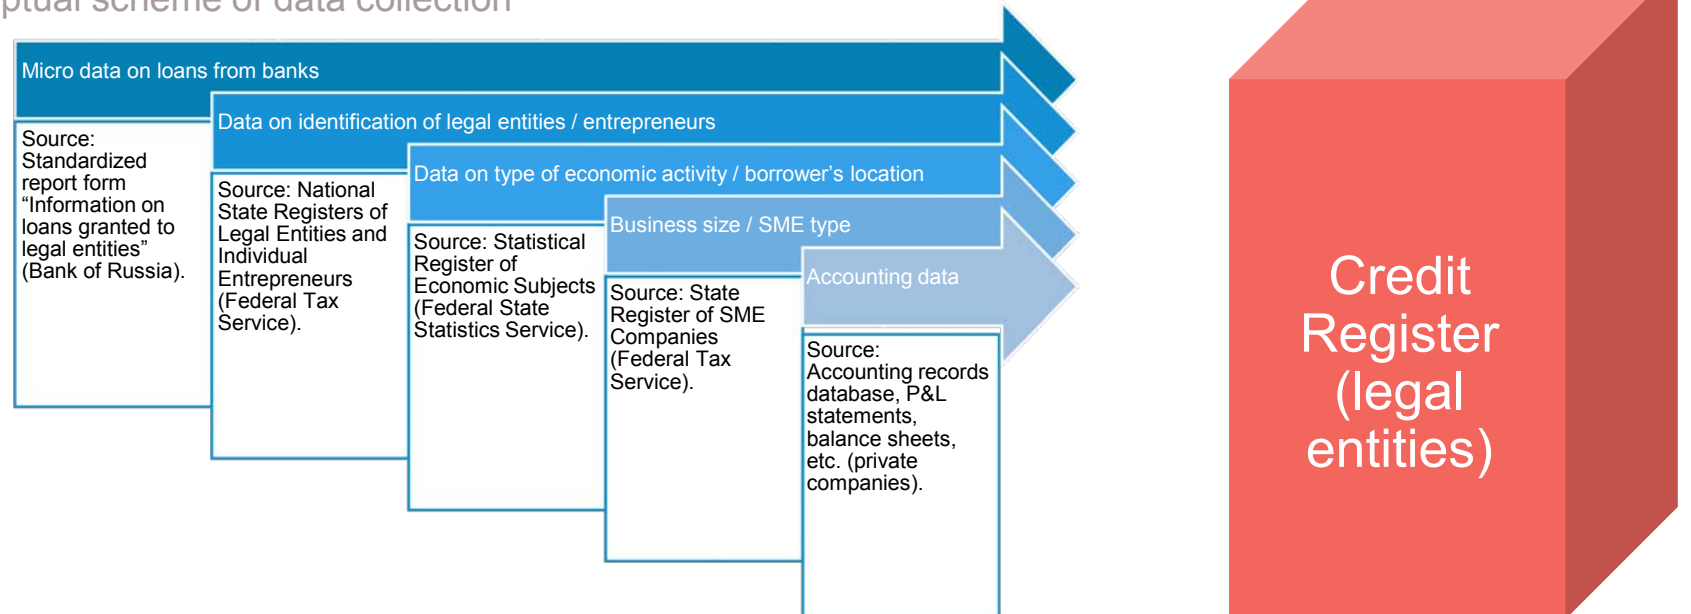 scheme of data collection
Micro data on loans from banks
Source:
Standardized
report form
“Information on
loans granted to
legal entities”
(Bank of Russia).
Data on identification of legal entities / entrepreneurs
Source: National
State Registers of
Legal Entities and
Individual
Entrepreneurs
(Federal Tax
Service).
Data on type of economic activity / borrower’s location
Source: Statistical
Register of
Economic Subjects
(Federal State
Statistics Service).
Business size / SME type
Source: State
Register of SME
Companies
(Federal Tax
Service).
Accounting data
Source:
Accounting records
database, P&L
statements,
balance sheets,
etc. (private
companies).
Credit
Register
(legal
entities)